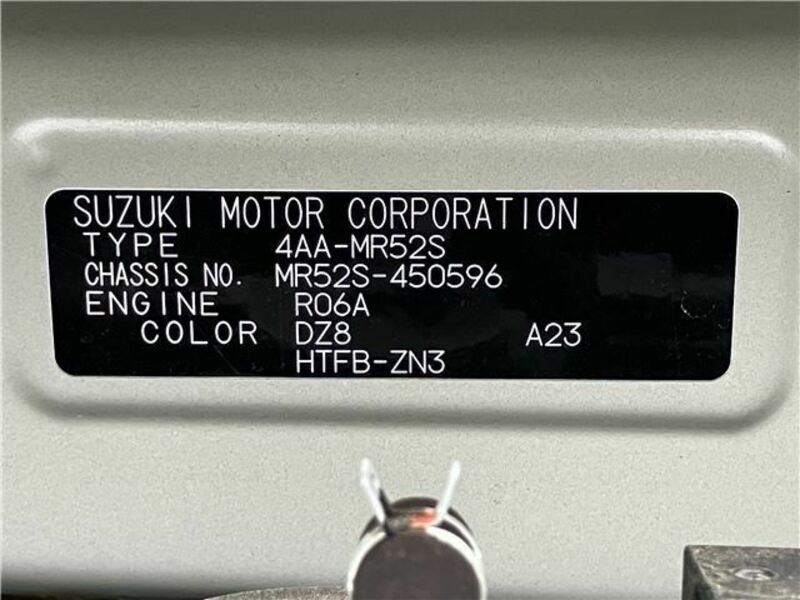 SUZUKI MOTOR CORPORATION
TYPE 4AA-MR52S
CHASSIS NO. MR52S-450596
ENGINE R06A
COLOR DZ8 A23
HTFB-ZN3